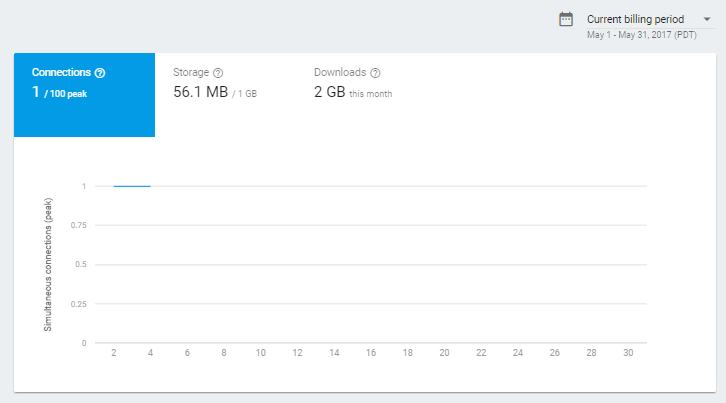 Current billing period
May 1 - May 31, 2017 (PDT)
Connections ?
1 / 100 peak
Storage ?
56.1 MB / 1 GB
Downloads ?
2 GB this month
Simultaneous connections (peak)
1
0.75
0.5
0.25
0
2 4 6 8 10 12 14 16 18 20 22 24 26 28 30